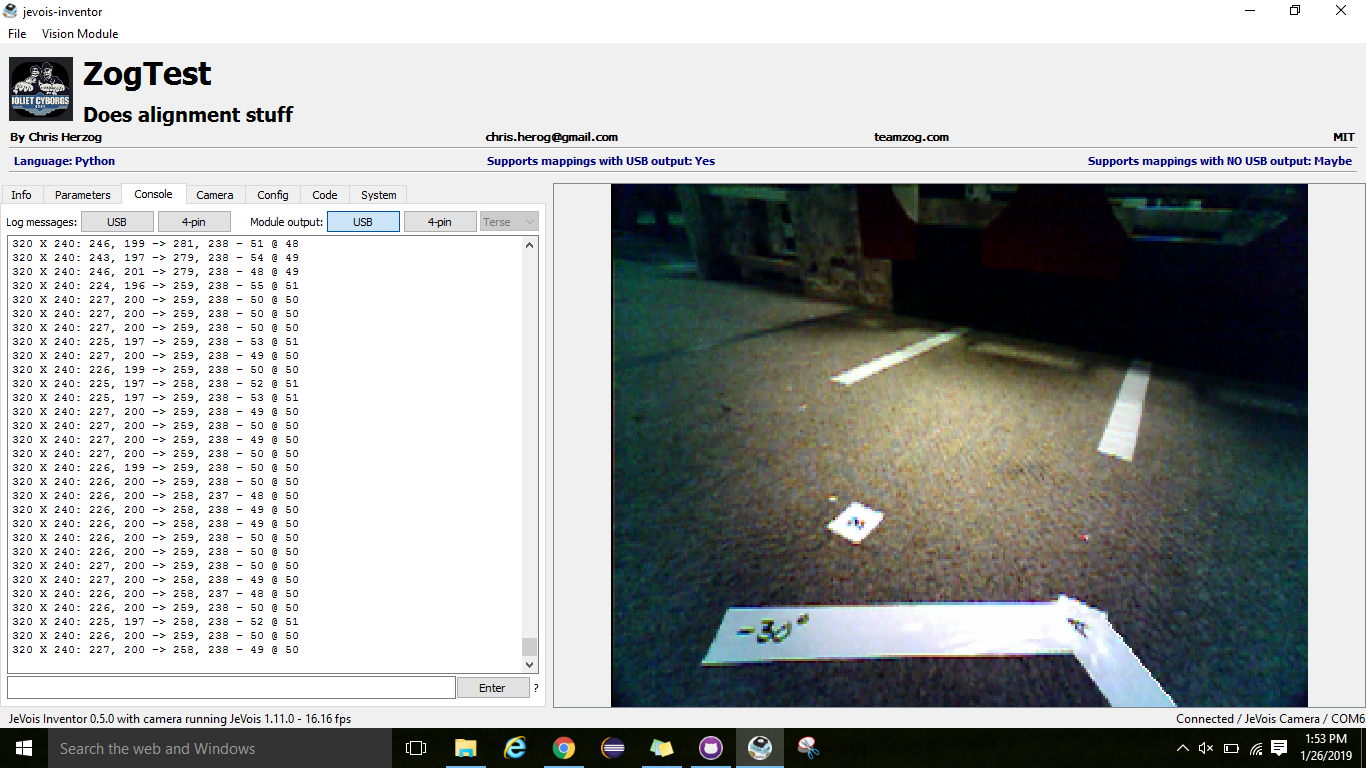 jevois-inventor
File Vision Module
JOLIET CYBORGS
ZogTest
Does alignment stuff
By Chris Herzog chris.herog@gmail.com teamzog.com MIT
Language: Python Supports mappings with USB output: Yes Supports mappings with NO USB output: Maybe
Info Parameters Console Camera Config Code System
Log messages: USB 4-pin Module output: USB 4-pin Terse
320 X 240: 246, 199 -> 281, 238 - 51 @ 48
320 X 240: 243, 197 -> 279, 238 - 54 @ 49
320 X 240: 246, 201 -> 279, 238 - 48 @ 49
320 X 240: 224, 196 -> 259, 238 - 55 @ 51
320 X 240: 227, 200 -> 259, 238 - 50 @ 50
320 X 240: 227, 200 -> 259, 238 - 50 @ 50
320 X 240: 227, 200 -> 259, 238 - 50 @ 50
320 X 240: 225, 197 -> 259, 238 - 53 @ 51
320 X 240: 227, 200 -> 259, 238 - 49 @ 50
320 X 240: 226, 199 -> 259, 238 - 50 @ 50
320 X 240: 225, 197 -> 258, 238 - 52 @ 51
320 X 240: 225, 197 -> 259, 238 - 53 @ 51
320 X 240: 227, 200 -> 259, 238 - 49 @ 50
320 X 240: 227, 200 -> 259, 238 - 50 @ 50
320 X 240: 227, 200 -> 259, 238 - 49 @ 50
320 X 240: 227, 200 -> 259, 238 - 50 @ 50
320 X 240: 226, 199 -> 259, 238 - 50 @ 50
320 X 240: 226, 200 -> 259, 238 - 50 @ 50
320 X 240: 226, 200 -> 258, 237 - 48 @ 50
320 X 240: 226, 200 -> 258, 238 - 49 @ 50
320 X 240: 226, 200 -> 258, 238 - 49 @ 50
320 X 240: 226, 200 -> 259, 238 - 50 @ 50
320 X 240: 226, 200 -> 259, 238 - 50 @ 50
320 X 240: 227, 200 -> 259, 238 - 50 @ 50
320 X 240: 227, 200 -> 258, 238 - 49 @ 50
320 X 240: 226, 200 -> 258, 237 - 48 @ 50
320 X 240: 226, 200 -> 259, 238 - 50 @ 50
320 X 240: 225, 197 -> 258, 238 - 52 @ 51
320 X 240: 226, 200 -> 259, 238 - 50 @ 50
320 X 240: 227, 200 -> 258, 238 - 49 @ 50
-30°
Enter ?
JeVois Inventor 0.5.0 with camera running JeVois 1.11.0 - 16.16 fps Connected / JeVois Camera / COM6
Search the web and Windows
1:53 PM
1/26/2019